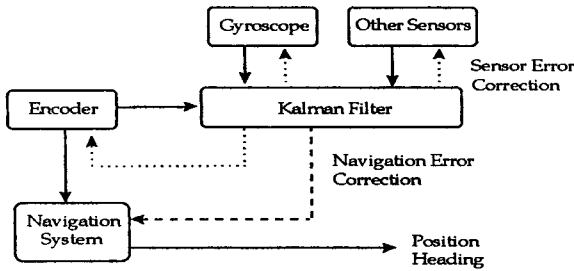 Gyroscope
Other Sensors
Sensor Error
Correction
Encoder
Kalman Filter
Navigation Error
Correction
Navigation
System
Position
Heading